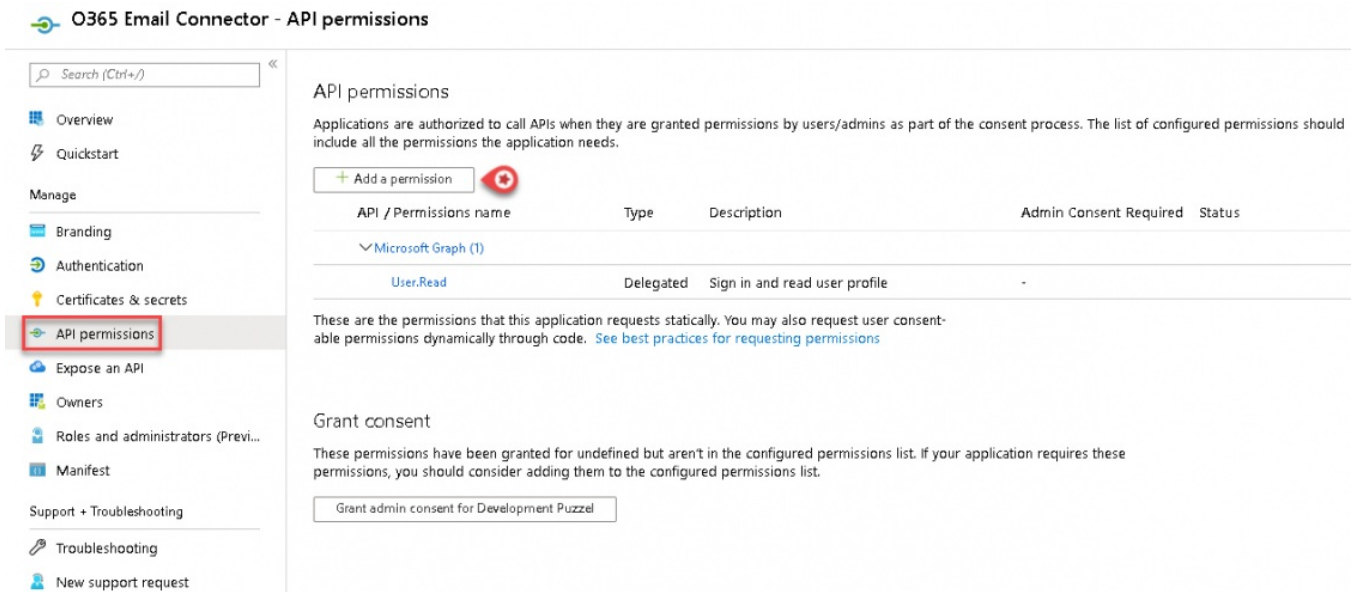 O365 Email Connector - API permissions
Search (Ctrl+/)
«
Overview
Quickstart
Manage
Branding
Authentication
Certificates & secrets
API permissions
Expose an API
Owners
Roles and administrators (Previ...
Manifest
Support + Troubleshooting
Troubleshooting
New support request
API permissions
Applications are authorized to call APIs when they are granted permissions by users/admins as part of the consent process. The list of configured permissions should
include all the permissions the application needs.
+ Add a permission
API / Permissions name Type Description Admin Consent Required Status
Microsoft Graph (1)
User.Read Delegated Sign in and read user profile -
These are the permissions that this application requests statically. You may also request user consent-
able permissions dynamically through code. See best practices for requesting permissions
Grant consent
These permissions have been granted for undefined but aren't in the configured permissions list. If your application requires these
permissions, you should consider adding them to the configured permissions list.
Grant admin consent for Development Puzzel